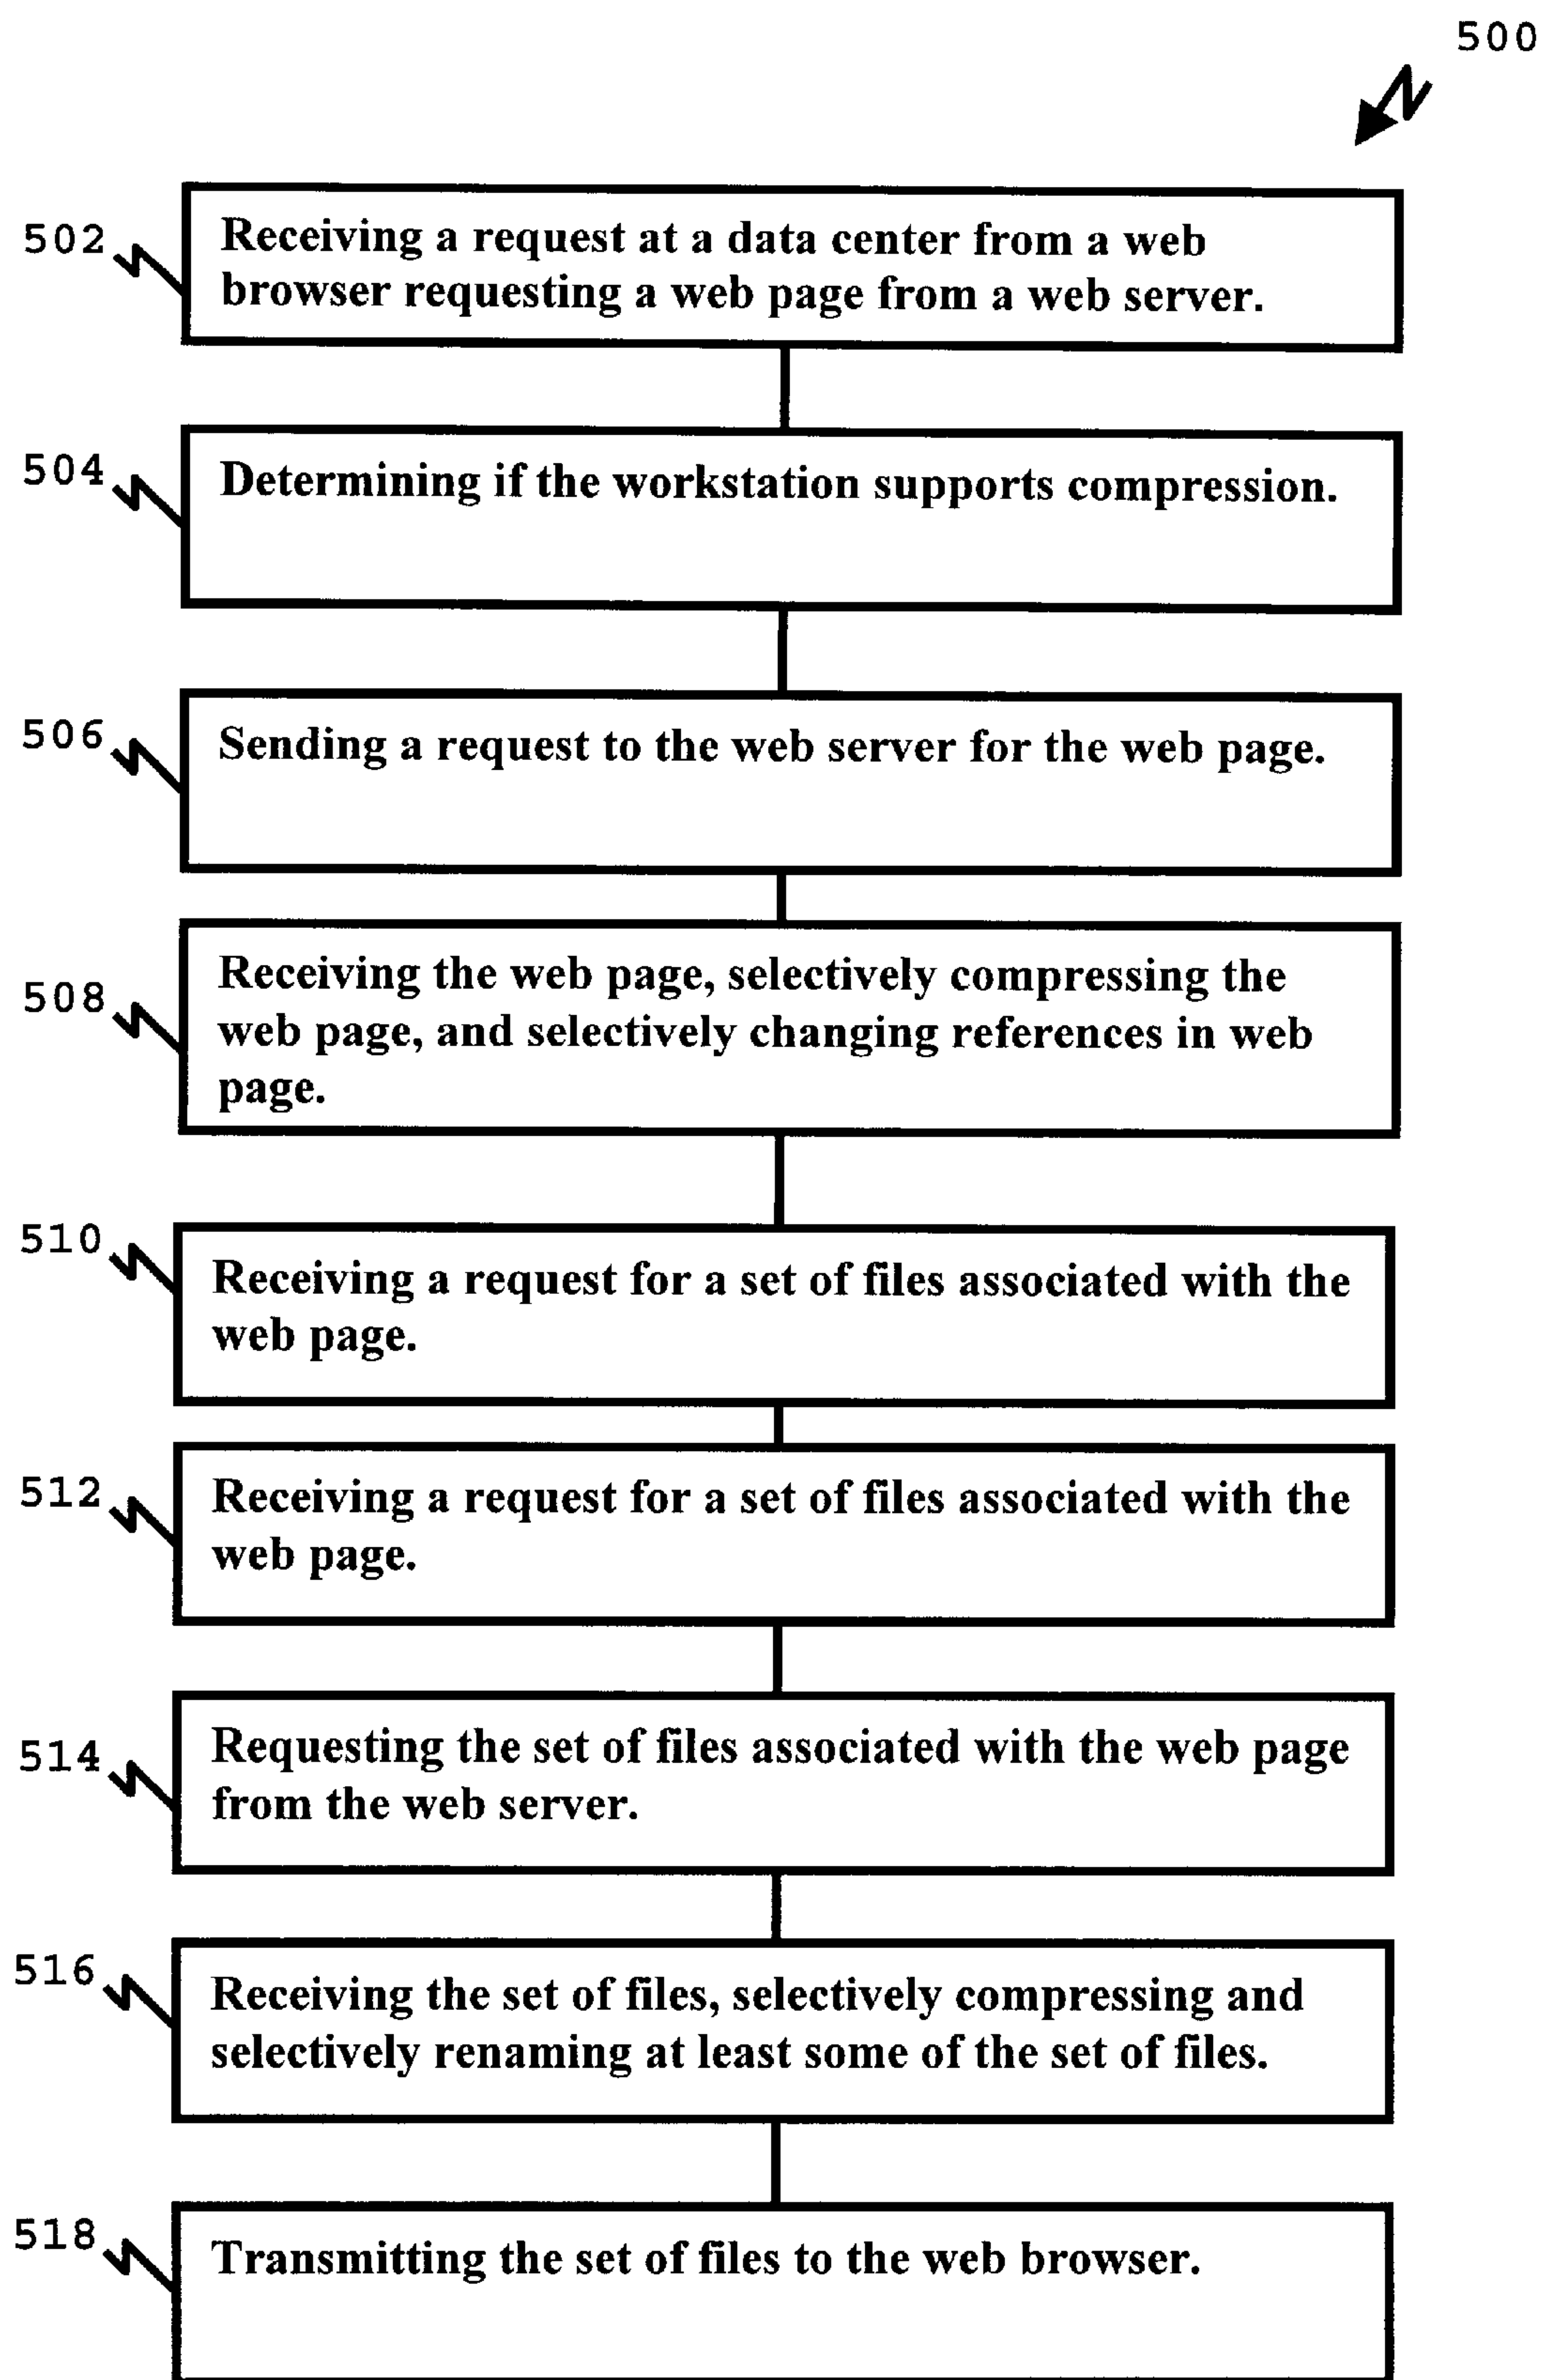 500
502
Receiving a request at a data center from a web
browser requesting a web page from a web server.
504
Determining if the workstation supports compression.
506
Sending a request to the web server for the web page.
508
Receiving the web page, selectively compressing the
web page, and selectively changing references in web
page.
510
Receiving a request for a set of files associated with the
web page.
512
Receiving a request for a set of files associated with the
web page.
514
Requesting the set of files associated with the web page
from the web server.
516
Receiving the set of files, selectively compressing and
selectively renaming at least some of the set of files.
518
Transmitting the set of files to the web browser.